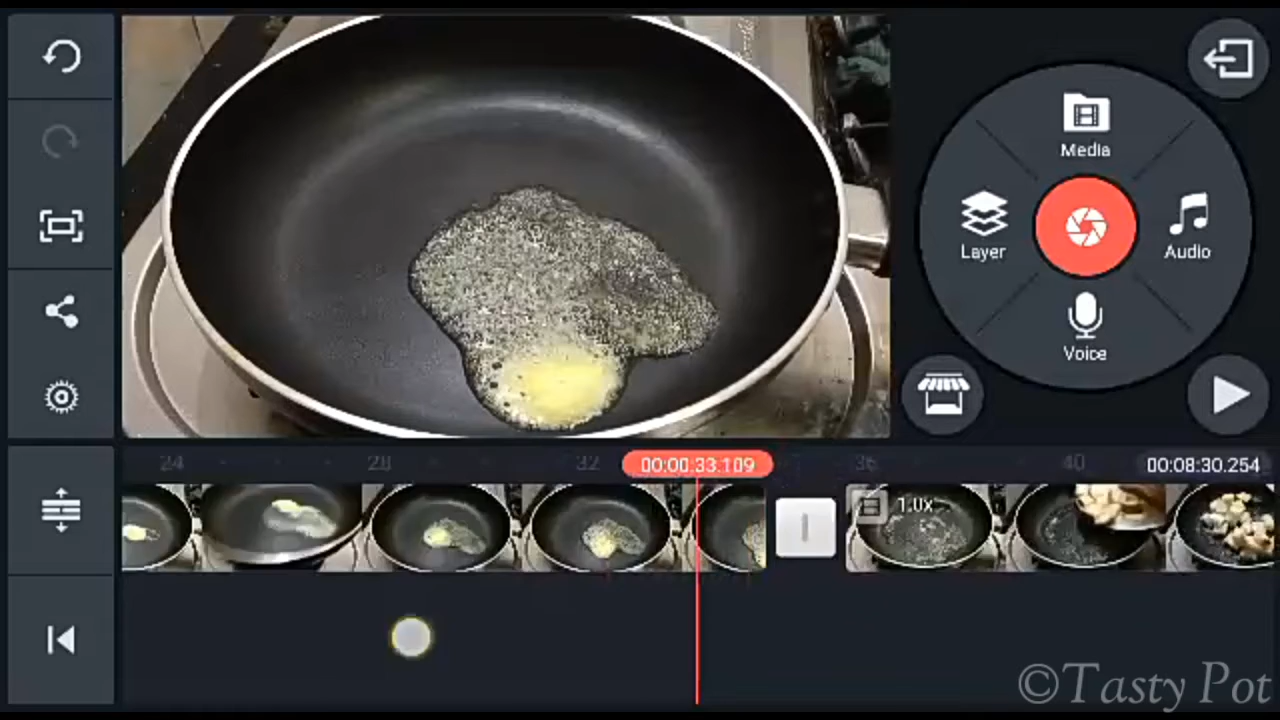 Media
Layer
Audio
Voice
24
28
32
00:00:33.109
36
40
00:08:30.254
1.0x
©Tasty Pot